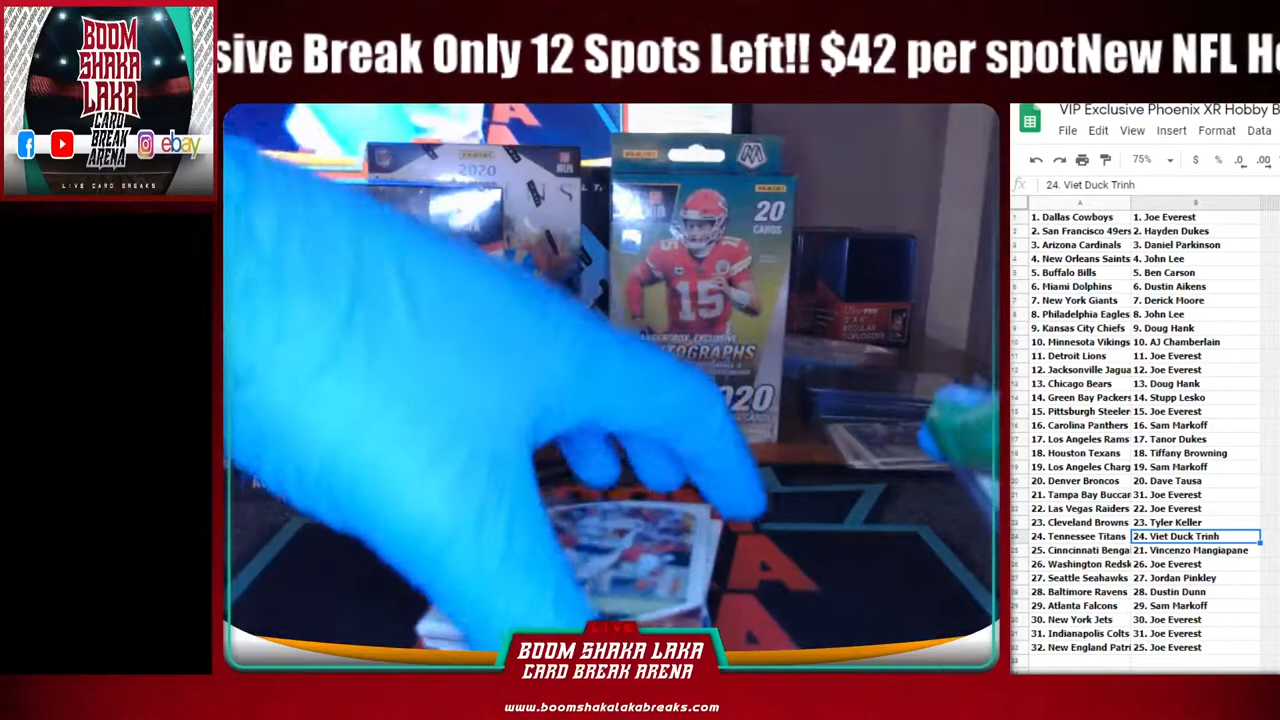 sive Break Only 12 Spots Left!! $42 per spotNew NFL H
BOOM
SHAKA
LAKA
CARD
BREAK
ARENA
ebay
LIVE CARD BREAKS
PANINI
2020
PANINI
PANINI
20
CARDS
15
AUTOGRAPHS
2020
REGULAR
TOPLOADER
LIVE
BOOM SHAKA LAKA
CARD BREAK ARENA
www.boomshakalakabreaks.com
VIP Exclusive Phoenix XR Hobby B
File Edit View Insert Format Data
75% $ % .0 .00
fx 24. Viet Duck Trinh
A B
1. Dallas Cowboys 1. Joe Everest
2. San Francisco 49ers 2. Hayden Dukes
3. Arizona Cardinals 3. Daniel Parkinson
4. New Orleans Saints 4. John Lee
5. Buffalo Bills 5. Ben Carson
6. Miami Dolphins 6. Dustin Aikens
7. New York Giants 7. Derick Moore
8. Philadelphia Eagles 8. John Lee
9. Kansas City Chiefs 9. Doug Hank
10. Minnesota Vikings 10. AJ Chamberlain
11. Detroit Lions 11. Joe Everest
12. Jacksonville Jagua 12. Joe Everest
13. Chicago Bears 13. Doug Hank
14. Green Bay Packers 14. Stupp Lesko
15. Pittsburgh Steeler 15. Joe Everest
16. Carolina Panthers 16. Sam Markoff
17. Los Angeles Rams 17. Tanor Dukes
18. Houston Texans 18. Tiffany Browning
19. Los Angeles Charg 19. Sam Markoff
20. Denver Broncos 20. Dave Tausa
21. Tampa Bay Buccan 31. Joe Everest
22. Las Vegas Raiders 22. Joe Everest
23. Cleveland Browns 23. Tyler Keller
24. Tennessee Titans 24. Viet Duck Trinh
25. Cinncinnati Benga 21. Vincenzo Mangiapane
26. Washington Redsk 26. Joe Everest
27. Seattle Seahawks 27. Jordan Pinkley
28. Baltimore Ravens 28. Dustin Dunn
29. Atlanta Falcons 29. Sam Markoff
30. New York Jets 30. Joe Everest
31. Indianapolis Colts 31. Joe Everest
32. New England Patri 25. Joe Everest